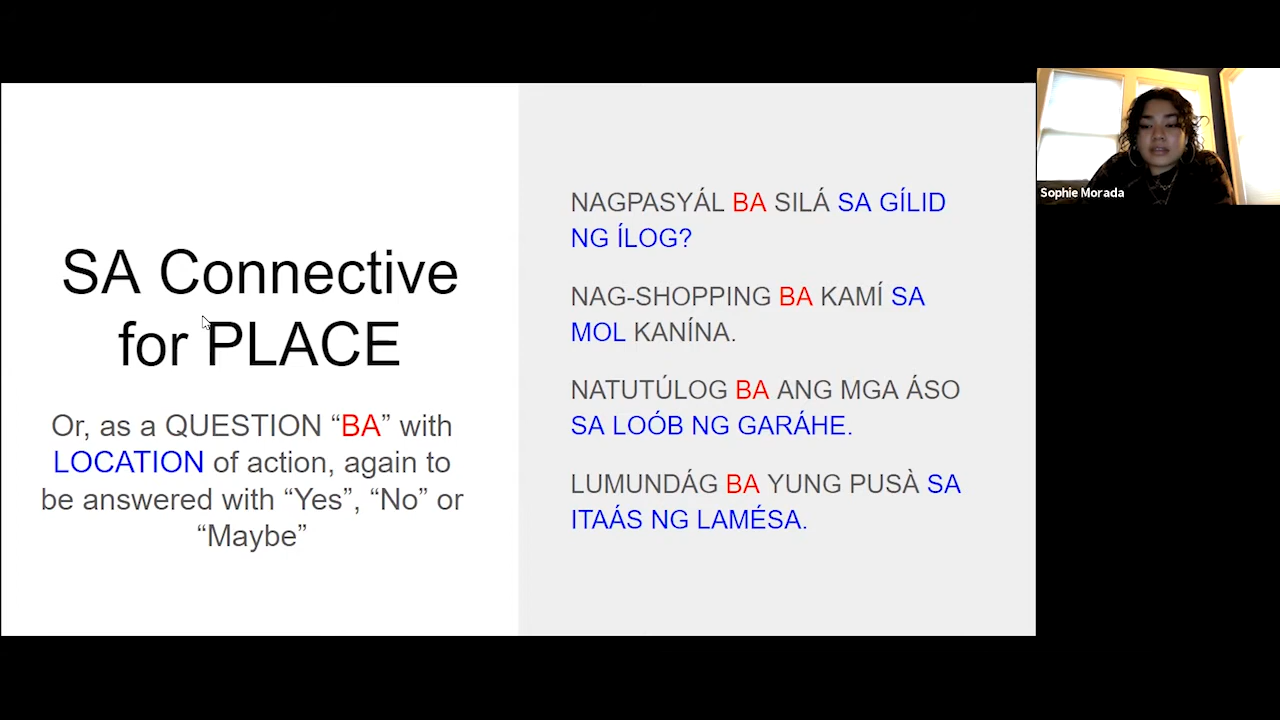 SA Connective
for PLACE
Or, as a QUESTION “BA” with
LOCATION of action, again to
be answered with “Yes”, “No” or
“Maybe”
NAGPASYÁL BA SILÁ SA GÍLID
NG ÍLOG?
NAG-SHOPPING BA KAMÍ SA
MOL KANÍNA.
NATUTÚLOG BA ANG MGA ÁSO
SA LOÓB NG GARÁHE.
LUMUNDÁG BA YUNG PUSÀ SA
ITAÁS NG LAMÉSA.
Sophie Morada